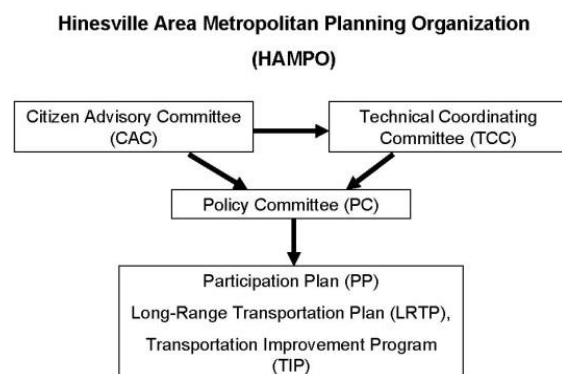 Hinesville Area Metropolitan Planning Organization
(HAMPO)
Citizen Advisory Committee
(CAC)
Technical Coordinating
Committee (TCC)
Policy Committee (PC)
Participation Plan (PP)
Long-Range Transportation Plan (LRTP),
Transportation Improvement Program
(TIP)